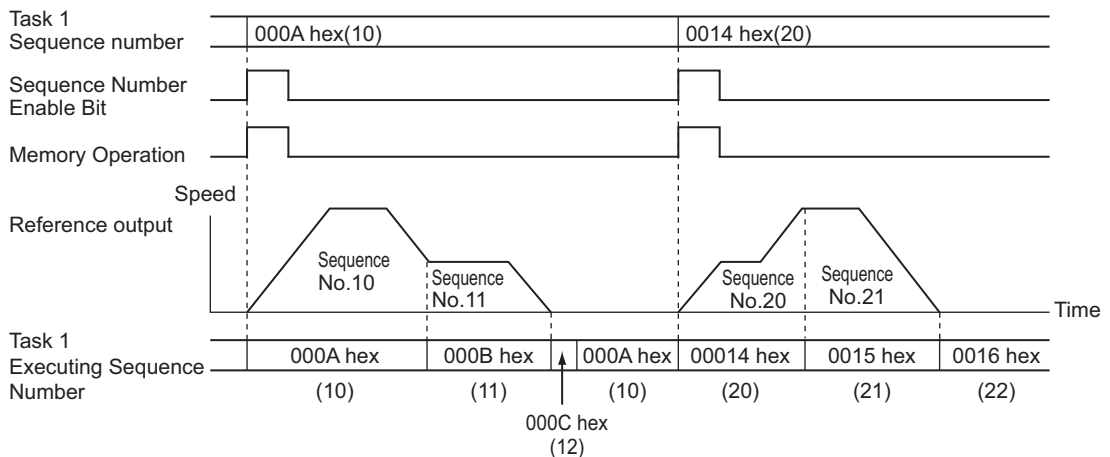 Task 1
Sequence number
000A hex(10)
0014 hex(20)
Sequence Number
Enable Bit
Memory Operation
Speed
Reference output
Sequence
No.10
Sequence
No.11
Sequence
No.20
Sequence
No.21
Time
Task 1
Executing Sequence
Number
000A hex
000B hex
000A hex
00014 hex
0015 hex
0016 hex
(10)
(11)
(10)
(20)
(21)
(22)
000C hex
(12)